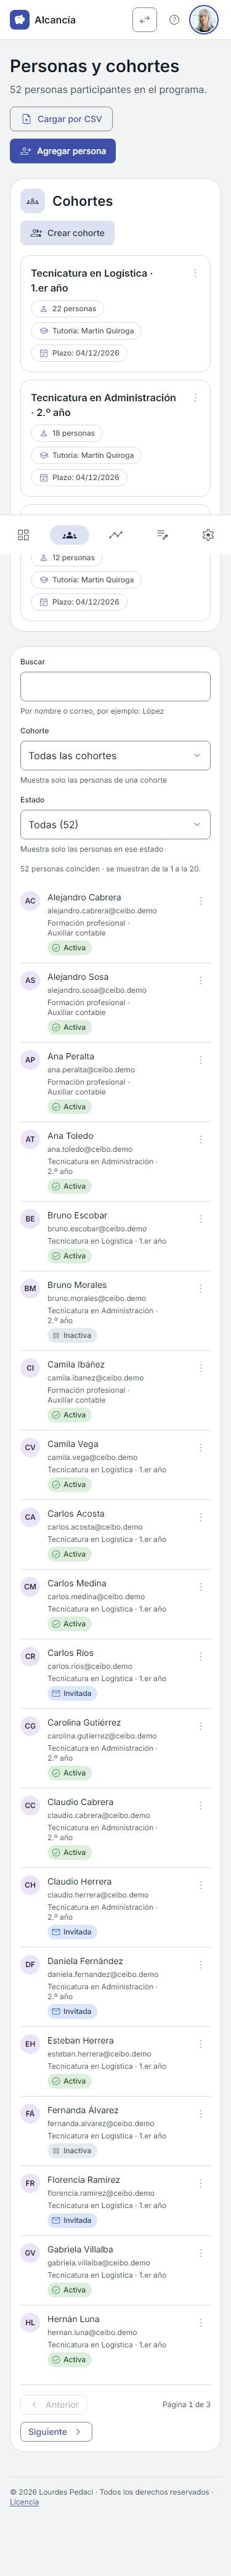 Alcancía
Personas y cohortes
52 personas participantes en el programa.
Cargar por CSV
Agregar persona
Cohortes
Crear cohorte
Tecnicatura en Logística ·
1.er año
22 personas
Tutoría: Martín Quiroga
Plazo: 04/12/2026
Tecnicatura en Administración
· 2.º año
18 personas
Tutoría: Martín Quiroga
Plazo: 04/12/2026
12 personas
Tutoría: Martín Quiroga
Plazo: 04/12/2026
Buscar
Por nombre o correo, por ejemplo: López
Cohorte
Todas las cohortes
Muestra solo las personas de una cohorte
Estado
Todas (52)
Muestra solo las personas en ese estado
52 personas coinciden · se muestran de la 1 a la 20.
AC
Alejandro Cabrera
alejandro.cabrera@ceibo.demo
Formación profesional ·
Auxiliar contable
Activa
AS
Alejandro Sosa
alejandro.sosa@ceibo.demo
Formación profesional ·
Auxiliar contable
Activa
AP
Ana Peralta
ana.peralta@ceibo.demo
Formación profesional ·
Auxiliar contable
Activa
AT
Ana Toledo
ana.toledo@ceibo.demo
Tecnicatura en Administración ·
2.º año
Activa
BE
Bruno Escobar
bruno.escobar@ceibo.demo
Tecnicatura en Logística · 1.er año
Activa
BM
Bruno Morales
bruno.morales@ceibo.demo
Tecnicatura en Administración ·
2.º año
Inactiva
CI
Camila Ibáñez
camila.ibanez@ceibo.demo
Formación profesional ·
Auxiliar contable
Activa
CV
Camila Vega
camila.vega@ceibo.demo
Tecnicatura en Logística · 1.er año
Activa
CA
Carlos Acosta
carlos.acosta@ceibo.demo
Tecnicatura en Logística · 1.er año
Activa
CM
Carlos Medina
carlos.medina@ceibo.demo
Tecnicatura en Logística · 1.er año
Activa
CR
Carlos Ríos
carlos.rios@ceibo.demo
Tecnicatura en Logística · 1.er año
Invitada
CG
Carolina Gutiérrez
carolina.gutierrez@ceibo.demo
Tecnicatura en Administración ·
2.º año
Activa
CC
Claudio Cabrera
claudio.cabrera@ceibo.demo
Tecnicatura en Administración ·
2.º año
Activa
CH
Claudio Herrera
claudio.herrera@ceibo.demo
Tecnicatura en Administración ·
2.º año
Invitada
DF
Daniela Fernández
daniela.fernandez@ceibo.demo
Tecnicatura en Administración ·
2.º año
Invitada
EH
Esteban Herrera
esteban.herrera@ceibo.demo
Tecnicatura en Logística · 1.er año
Activa
FÁ
Fernanda Álvarez
fernanda.alvarez@ceibo.demo
Tecnicatura en Logística · 1.er año
Inactiva
FR
Florencia Ramírez
florencia.ramirez@ceibo.demo
Tecnicatura en Logística · 1.er año
Invitada
GV
Gabriela Villalba
gabriela.villalba@ceibo.demo
Tecnicatura en Logística · 1.er año
Activa
HL
Hernán Luna
hernan.luna@ceibo.demo
Tecnicatura en Logística · 1.er año
Activa
Anterior
Página 1 de 3
Siguiente
© 2026 Lourdes Pedaci · Todos los derechos reservados ·
Licencia